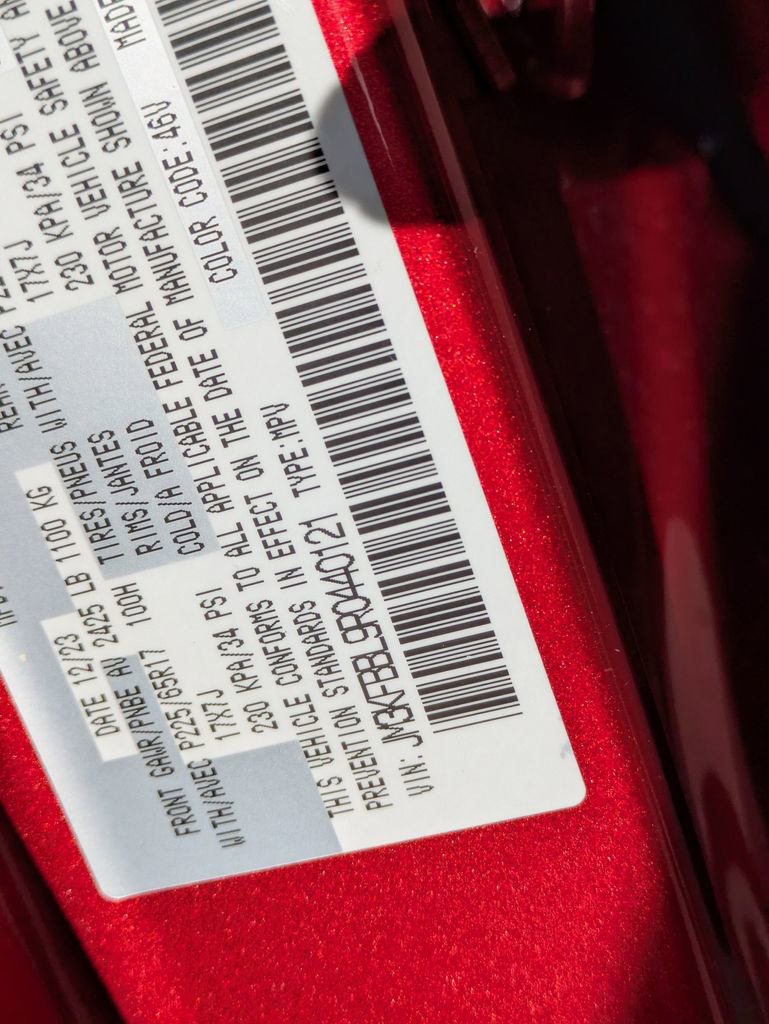 DATE 12/23
FRONT GAWR/PNBE AV 2425 LB 1100 KG REAR
WITH/AVEC P225/65R17 100H TIRES/PNEUS WITH/AVEC
17X7J RIMS/JANTES 17X7J
230 KPA/34 PSI COLD/A FROID 230 KPA/34 PSI
THIS VEHICLE CONFORMS TO ALL APPLICABLE FEDERAL MOTOR VEHICLE SAFETY
PREVENTION STANDARDS IN EFFECT ON THE DATE OF MANUFACTURE SHOWN ABOVE
VIN: JM3KFBBL9R0440121 TYPE:MPV COLOR CODE:46V MADE